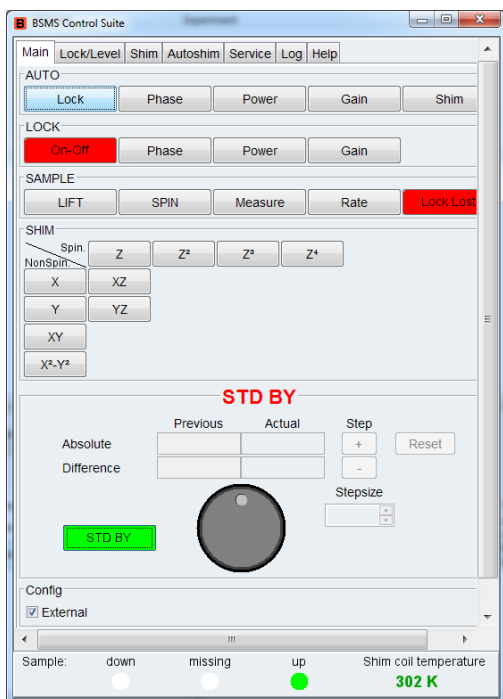 BSMS Control Suite
Main Lock/Level Shim Autoshim Service Log Help
AUTO
Lock Phase Power Gain Shim
LOCK
On-Off Phase Power Gain
SAMPLE
LIFT SPIN Measure Rate Lock Lost
SHIM
Spin.
NonSpin. Z Z² Z³ Z⁴
X XZ
Y YZ
XY
X²-Y²
STD BY
Previous Actual Step
Absolute + Reset
Difference -
Stepsize
STD BY
Config
External
Sample: down missing up Shim coil temperature
302 K